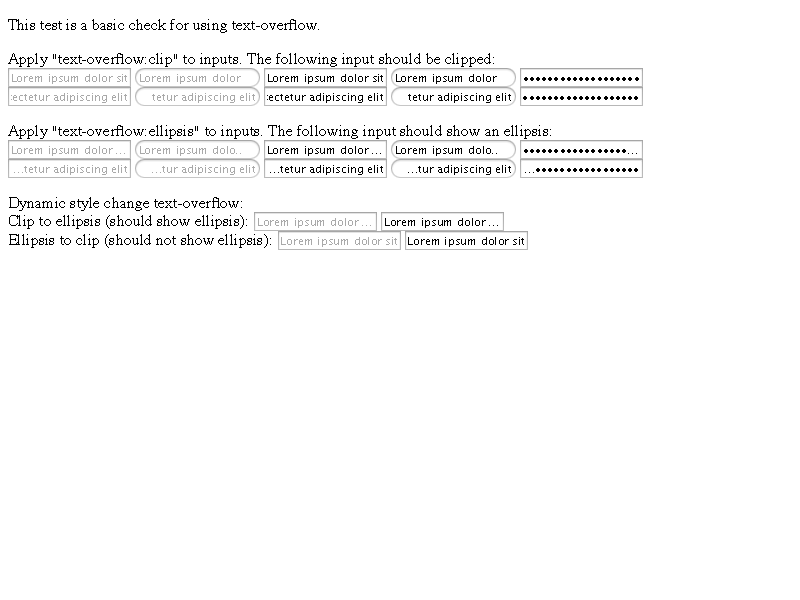 This test is a basic check for using text-overflow.
Apply "text-overflow:clip" to inputs. The following input should be clipped:
Lorem ipsum dolor sit Lorem ipsum dolor Lorem ipsum dolor sit Lorem ipsum dolor •••••••••••••••••••
:ectetur adipiscing elit tetur adipiscing elit :ectetur adipiscing elit tetur adipiscing elit •••••••••••••••••••
Apply "text-overflow:ellipsis" to inputs. The following input should show an ellipsis:
Lorem ipsum dolor... Lorem ipsum dolo.. Lorem ipsum dolor... Lorem ipsum dolo.. •••••••••••••••••...
...tetur adipiscing elit ...tur adipiscing elit ...tetur adipiscing elit ...tur adipiscing elit ...•••••••••••••••••
Dynamic style change text-overflow:
Clip to ellipsis (should show ellipsis): Lorem ipsum dolor... Lorem ipsum dolor...
Ellipsis to clip (should not show ellipsis): Lorem ipsum dolor sit Lorem ipsum dolor sit